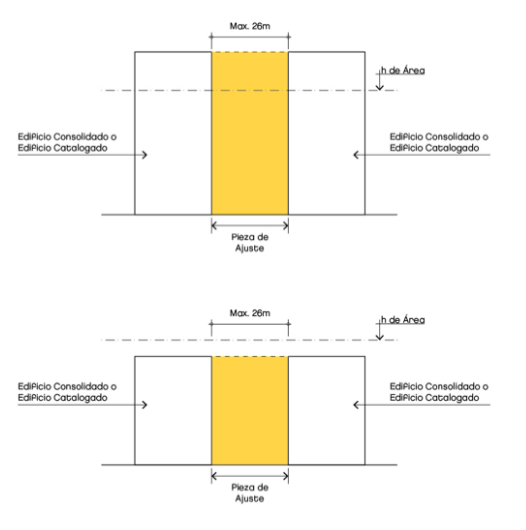 Max. 26m
h de Área
Edificio Consolidado o
Edificio Catalogado
Edificio Consolidado o
Edificio Catalogado
Pieza de
Ajuste
Max. 26m
h de Área
Edificio Consolidado o
Edificio Catalogado
Edificio Consolidado o
Edificio Catalogado
Pieza de
Ajuste